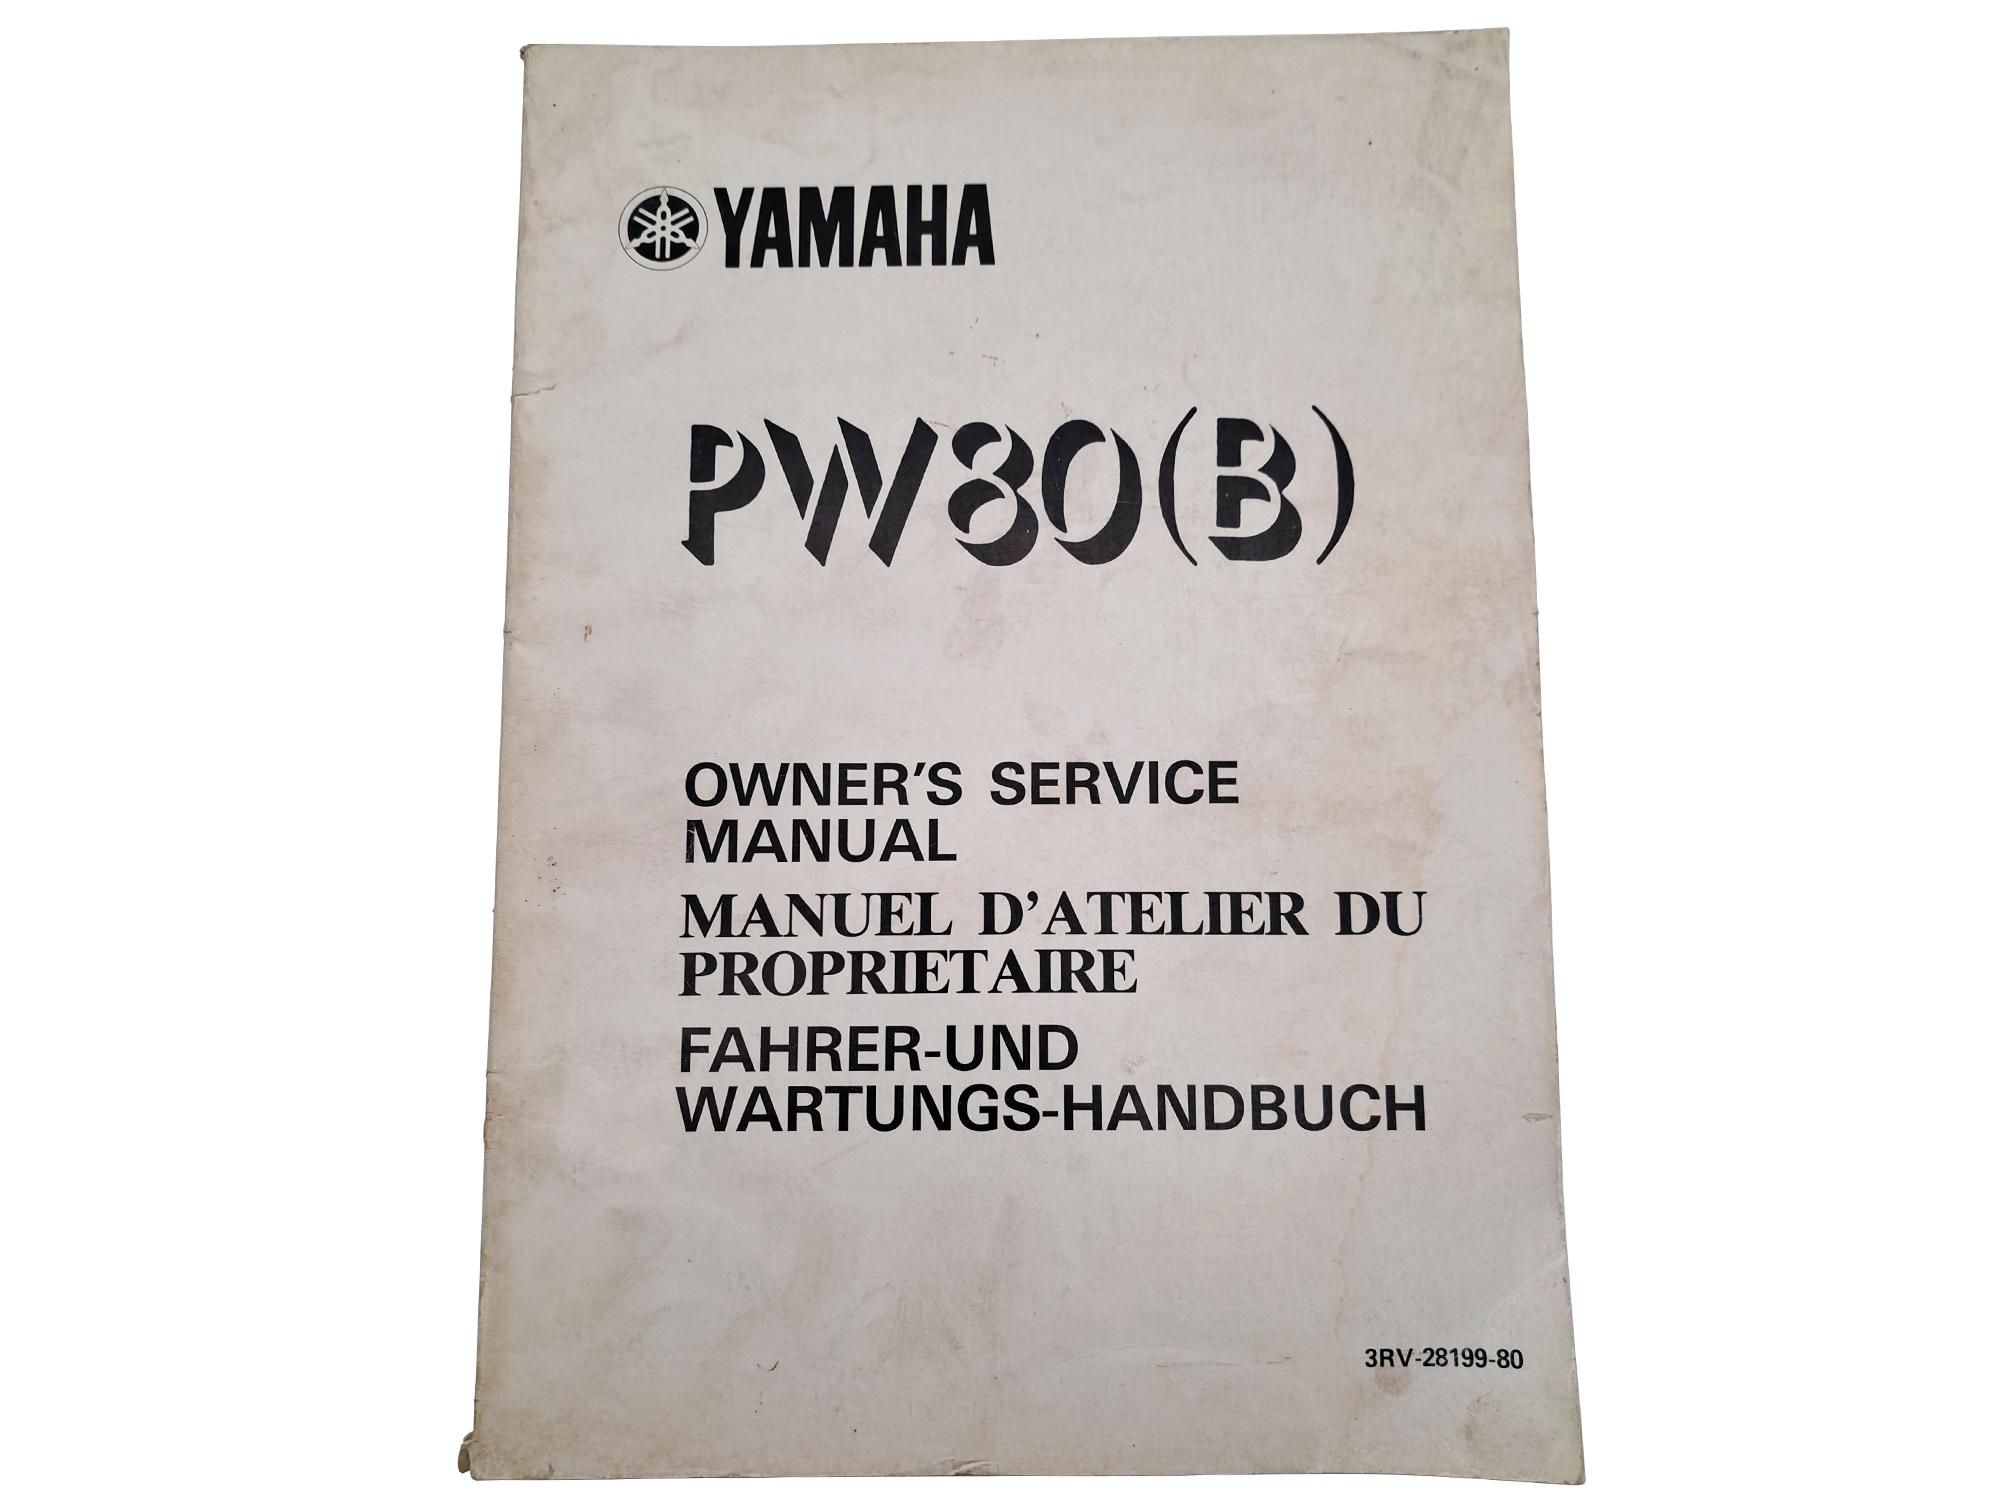 YAMAHA
PW80(B)
OWNER'S SERVICE
MANUAL
MANUEL D'ATELIER DU
PROPRIETAIRE
FAHRER-UND
WARTUNGS-HANDBUCH
3RV-28199-80